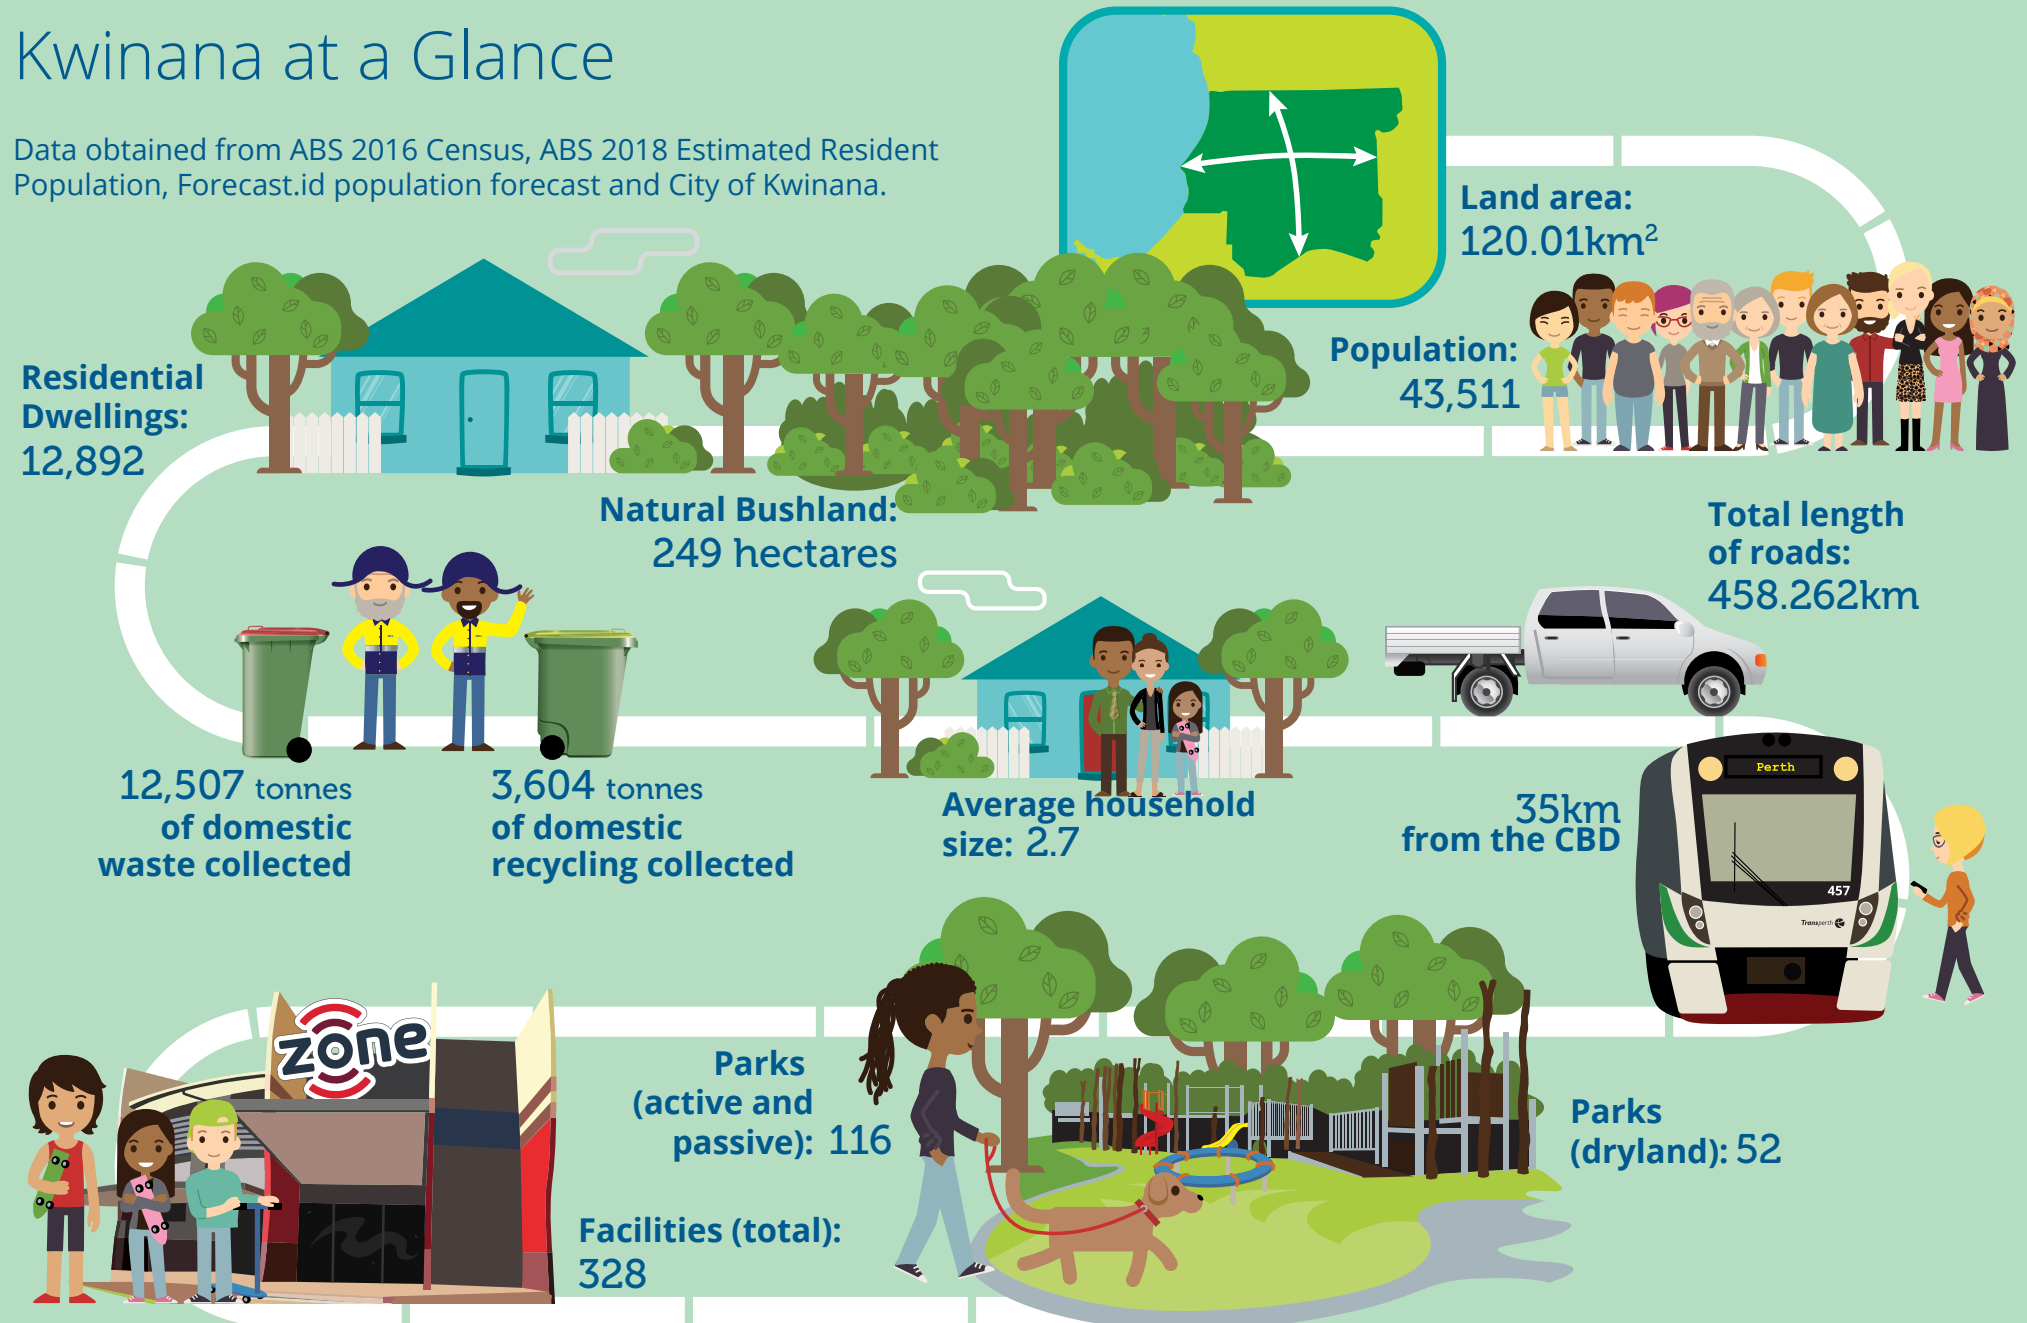 Kwinana at a Glance
Data obtained from ABS 2016 Census, ABS 2018 Estimated Resident
Population, Forecast.id population forecast and City of Kwinana.
Land area:
120.01km²
Population:
43,511
Residential
Dwellings:
12,892
Natural Bushland:
249 hectares
Total length
of roads:
458.262km
12,507 tonnes
of domestic
waste collected
3,604 tonnes
of domestic
recycling collected
Average household
size: 2.7
35km
from the CBD
Perth
457
Transperth
zone
Parks
(active and
passive): 116
Parks
(dryland): 52
Facilities (total):
328